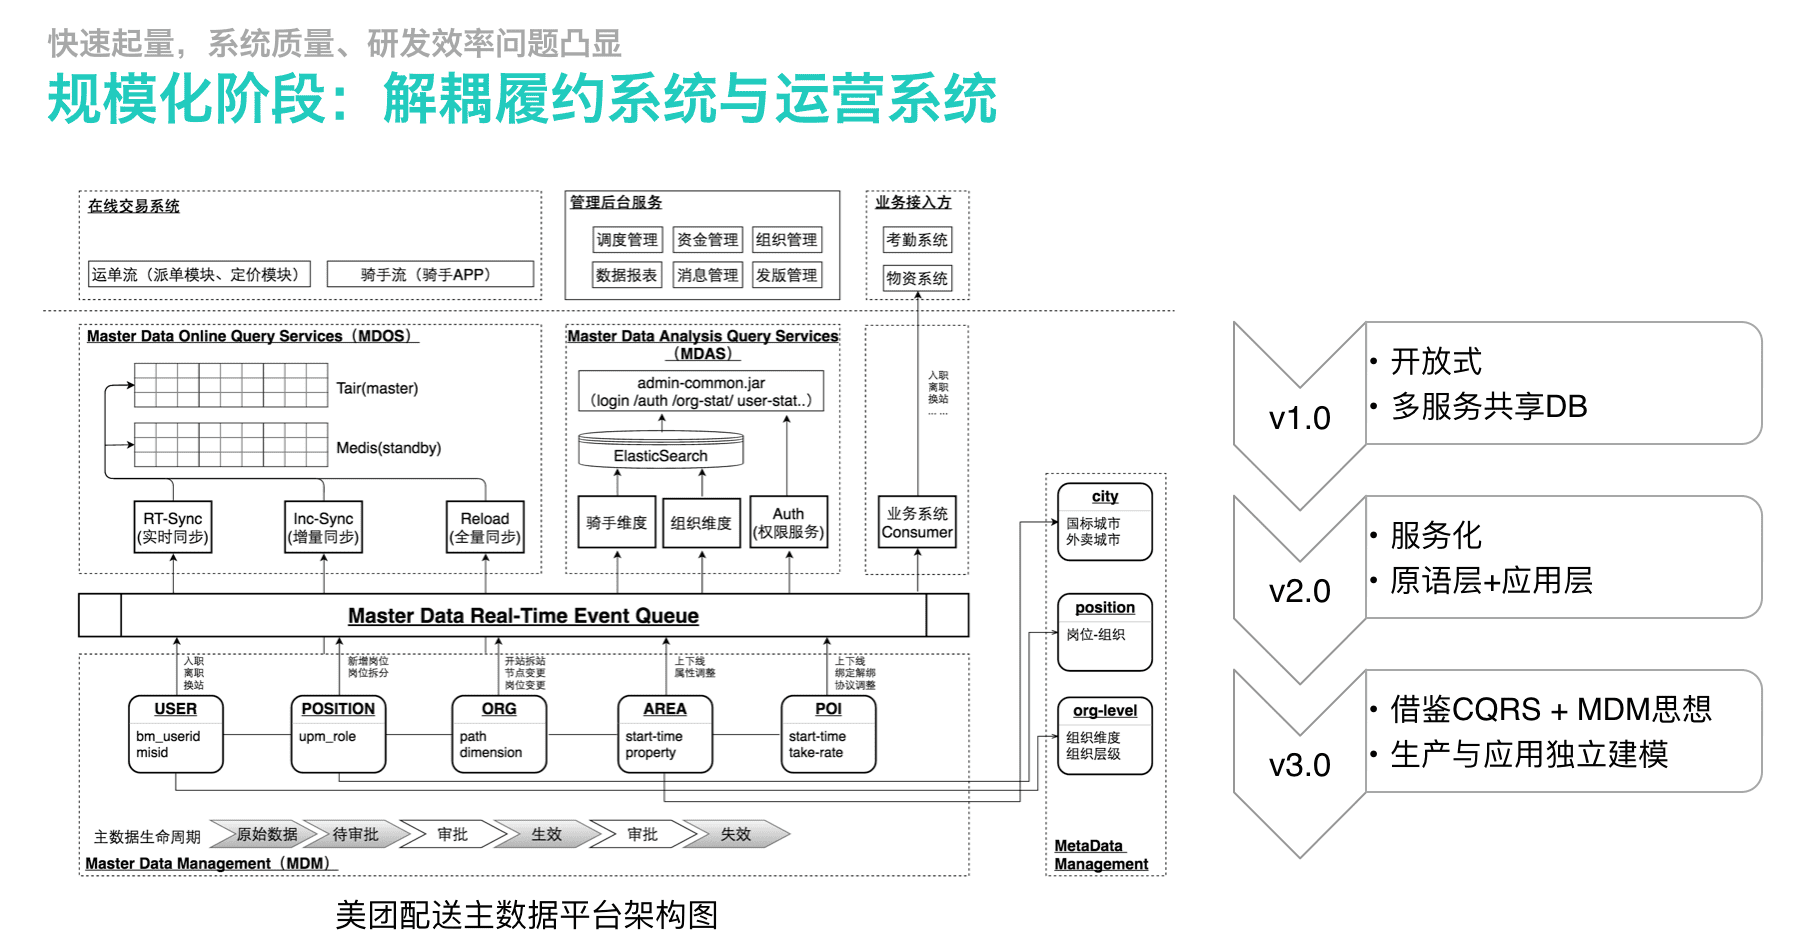 快速起量，系统质量、研发效率问题凸显
规模化阶段：解耦履约系统与运营系统
在线交易系统
运单流（派单模块、定价模块）
骑手流（骑手APP）
管理后台服务
调度管理
资金管理
组织管理
数据报表
消息管理
发版管理
业务接入方
考勤系统
物资系统
Master Data Online Query Services（MDOS）
Tair(master)
Medis(standby)
RT-Sync
(实时同步)
Inc-Sync
(增量同步)
Reload
(全量同步)
Master Data Analysis Query Services
（MDAS）
admin-common.jar
（login /auth /org-stat/ user-stat..）
ElasticSearch
骑手维度
组织维度
Auth
(权限服务)
入职
离职
换站
... ...
业务系统
Consumer
Master Data Real-Time Event Queue
入职
离职
换站
新增岗位
岗位拆分
开站拆站
节点变更
岗位变更
上下线
属性调整
上下线
绑定解绑
协议调整
USER
bm_userid
misid
POSITION
upm_role
ORG
path
dimension
AREA
start-time
property
POI
start-time
take-rate
主数据生命周期
原始数据
待审批
审批
生效
审批
失效
Master Data Management（MDM）
city
国标城市
外卖城市
position
岗位-组织
org-level
组织维度
组织层级
MetaData
Management
美团配送主数据平台架构图
v1.0
• 开放式
• 多服务共享DB
v2.0
• 服务化
• 原语层+应用层
v3.0
• 借鉴CQRS + MDM思想
• 生产与应用独立建模